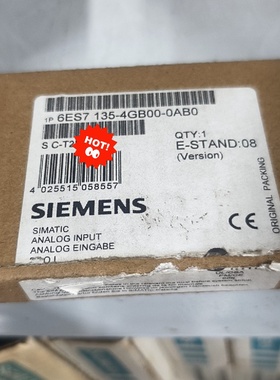 1P 6ES7 135-4GB00-0AB0
S C-T2
HOT!
QTY:1
E-STAND:08
(Version)
4 025515 058557
SIEMENS
SIMATIC
ANALOG INPUT
ANALOG EINGABE
CE
ORIGINAL PACKING